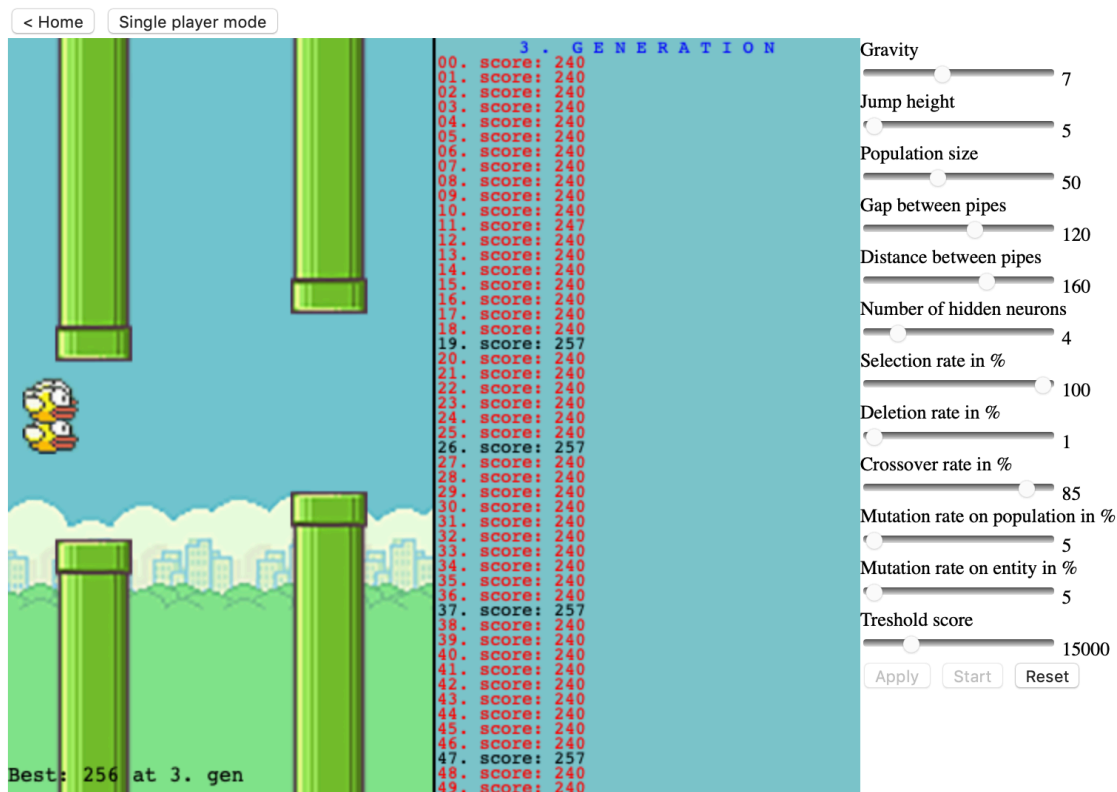 < Home
Single player mode
3. GENERATION
00. score: 240
01. score: 240
02. score: 240
03. score: 240
04. score: 240
05. score: 240
06. score: 240
07. score: 240
08. score: 240
09. score: 240
10. score: 240
11. score: 247
12. score: 240
13. score: 240
14. score: 240
15. score: 240
16. score: 240
17. score: 240
18. score: 240
19. score: 257
20. score: 240
21. score: 240
22. score: 240
23. score: 240
24. score: 240
25. score: 240
26. score: 257
27. score: 240
28. score: 240
29. score: 240
30. score: 240
31. score: 240
32. score: 240
33. score: 240
34. score: 240
35. score: 240
36. score: 240
37. score: 257
38. score: 240
39. score: 240
40. score: 240
41. score: 240
42. score: 240
43. score: 240
44. score: 240
45. score: 240
46. score: 240
47. score: 257
48. score: 240
49. score: 240
Best: 256 at 3. gen
Gravity
7
Jump height
5
Population size
50
Gap between pipes
120
Distance between pipes
160
Number of hidden neurons
4
Selection rate in %
100
Deletion rate in %
1
Crossover rate in %
85
Mutation rate on population in %
5
Mutation rate on entity in %
5
Treshold score
15000
Apply
Start
Reset